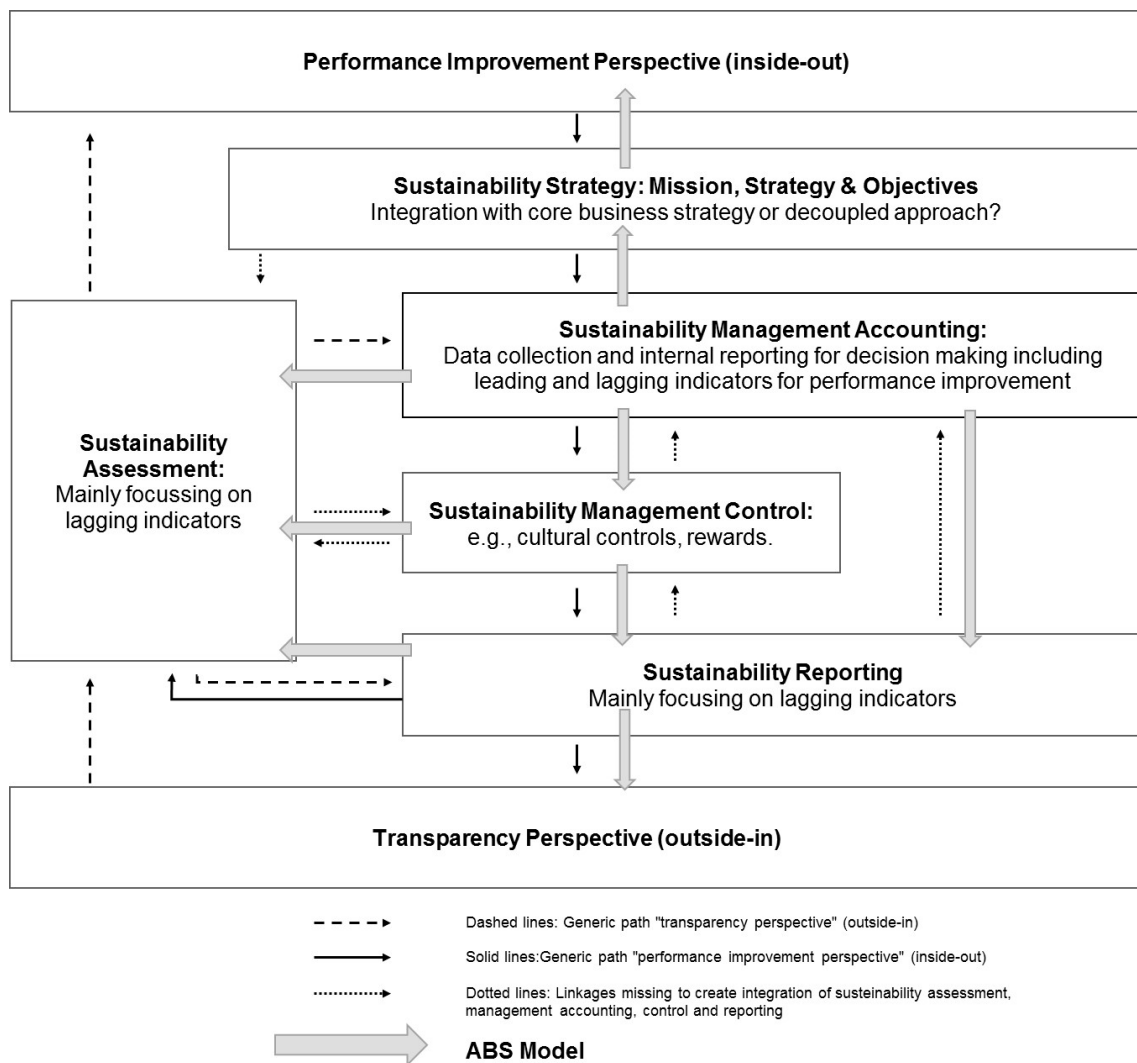 Performance Improvement Perspective (inside-out)
Sustainability Strategy: Mission, Strategy & Objectives
Integration with core business strategy or decoupled approach?
Sustainability Management Accounting:
Data collection and internal reporting for decision making including
leading and lagging indicators for performance improvement
Sustainability
Assessment:
Mainly focussing on
lagging indicators
Sustainability Management Control:
e.g., cultural controls, rewards.
Sustainability Reporting
Mainly focusing on lagging indicators
Transparency Perspective (outside-in)
Dashed lines: Generic path "transparency perspective" (outside-in)
Solid lines:Generic path "performance improvement perspective" (inside-out)
Dotted lines: Linkages missing to create integration of susteinability assessment,
management accounting, control and reporting
ABS Model